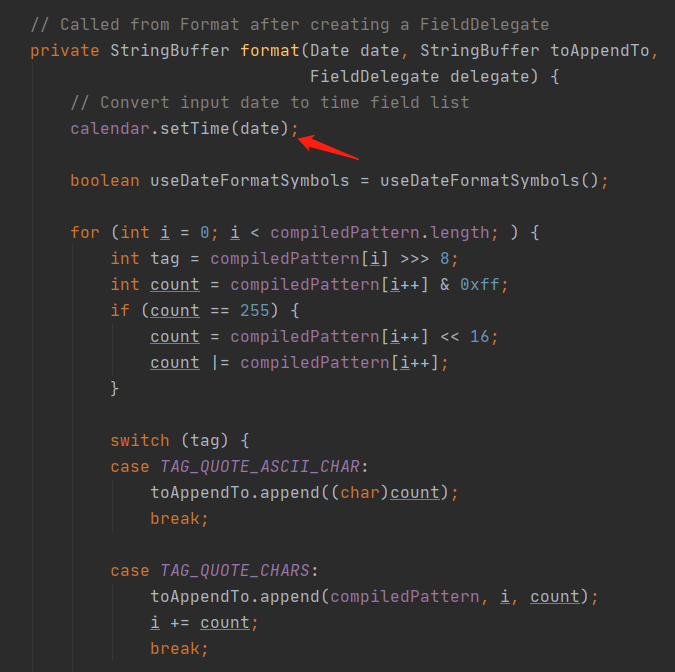 // Called from Format after creating a FieldDelegate
private StringBuffer format(Date date, StringBuffer toAppendTo,
FieldDelegate delegate) {
// Convert input date to time field list
calendar.setTime(date);
boolean useDateFormatSymbols = useDateFormatSymbols();
for (int i = 0; i < compiledPattern.length; ) {
int tag = compiledPattern[i] >>> 8;
int count = compiledPattern[i++] & 0xff;
if (count == 255) {
count = compiledPattern[i++] << 16;
count |= compiledPattern[i++];
}
switch (tag) {
case TAG_QUOTE_ASCII_CHAR:
toAppendTo.append((char)count);
break;
case TAG_QUOTE_CHARS:
toAppendTo.append(compiledPattern, i, count);
i += count;
break;